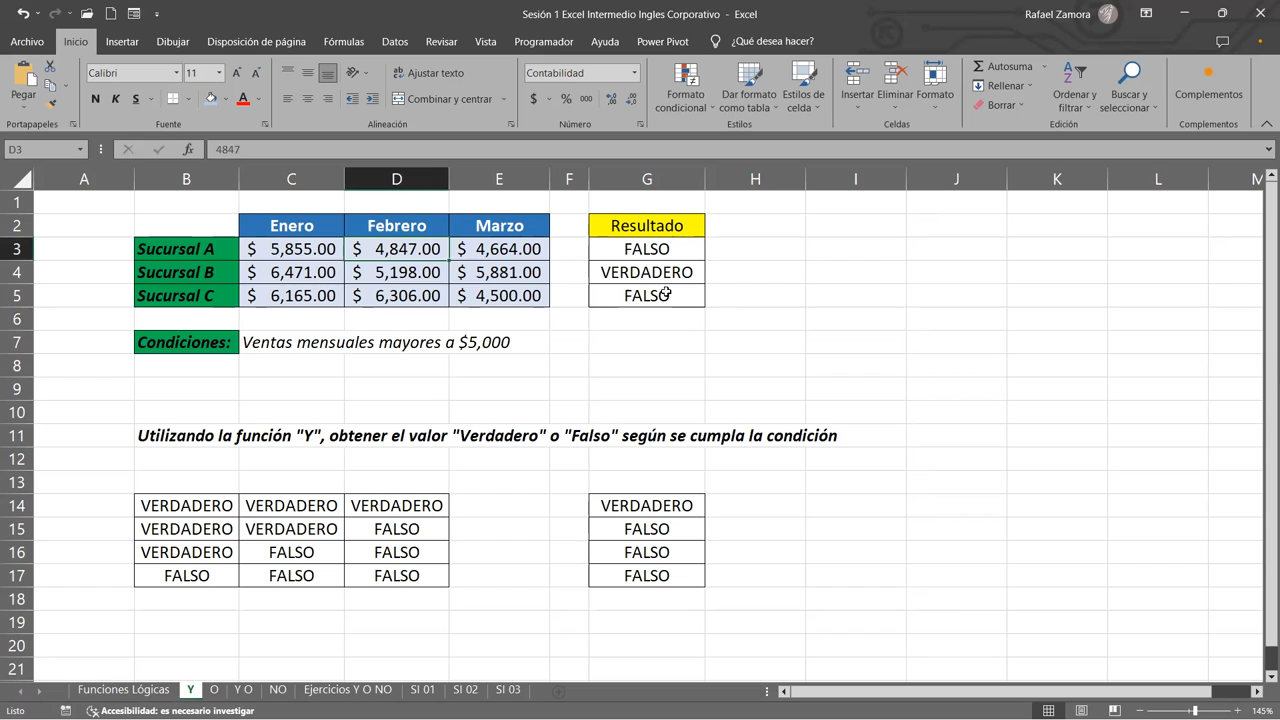 Sesión 1 Excel Intermedio Ingles Corporativo - Excel
Rafael Zamora
Archivo Inicio Insertar Dibujar Disposición de página Fórmulas Datos Revisar Vista Programador Ayuda Power Pivot ¿Qué desea hacer?
Pegar
Calibri 11
N K S
Ajustar texto
Combinar y centrar
Contabilidad
$ % 000
Formato condicional
Dar formato como tabla
Estilos de celda
Insertar Eliminar Formato
Autosuma
Rellenar
Borrar
Ordenar y filtrar
Buscar y seleccionar
Complementos
Portapapeles Fuente Alineación Número Estilos Celdas Edición Complementos
D3 fx 4847
A B C D E F G H I J K L M
1
2 Enero Febrero Marzo Resultado
3 Sucursal A $ 5,855.00 $ 4,847.00 $ 4,664.00 FALSO
4 Sucursal B $ 6,471.00 $ 5,198.00 $ 5,881.00 VERDADERO
5 Sucursal C $ 6,165.00 $ 6,306.00 $ 4,500.00 FALSO
6
7 Condiciones: Ventas mensuales mayores a $5,000
8
9
10
11 Utilizando la función "Y", obtener el valor "Verdadero" o "Falso" según se cumpla la condición
12
13
14 VERDADERO VERDADERO VERDADERO VERDADERO
15 VERDADERO VERDADERO FALSO FALSO
16 VERDADERO FALSO FALSO FALSO
17 FALSO FALSO FALSO FALSO
18
19
20
21
Funciones Lógicas Y O Y O NO Ejercicios Y O NO SI 01 SI 02 SI 03
Listo Accesibilidad: es necesario investigar 145%